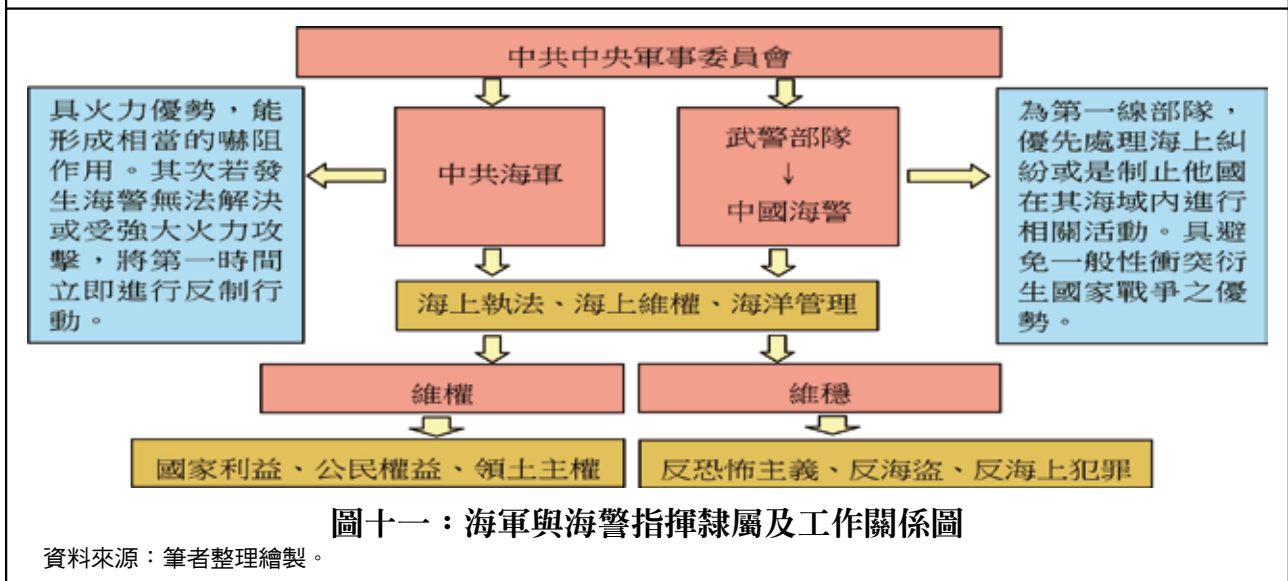 中共中央軍事委員會
具火力優勢，能
形成相當的嚇阻
作用。其次若發
生海警無法解決
或受強大火力攻
擊，將第一時間
立即進行反制行
動。
中共海軍
武警部隊
↓
中國海警
為第一線部隊，
優先處理海上糾
紛或是制止他國
在其海域內進行
相關活動。具避
免一般性衝突衍
生國家戰爭之優
勢。
海上執法、海上維權、海洋管理
維權
維穩
國家利益、公民權益、領土主權
反恐怖主義、反海盜、反海上犯罪
圖十一：海軍與海警指揮隸屬及工作關係圖
資料來源：筆者整理繪製。